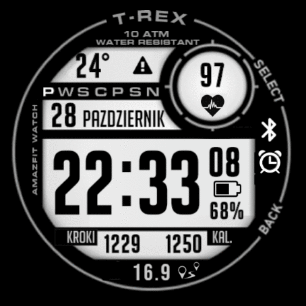 T-REX
10 ATM
WATER RESISTANT
24°
97
SELECT
PWSCPSN
28 PAZDZIERNIK
AMAZFIT WATCH
22:33 08
68%
KROKI 1229 1250 KAL.
BACK
16.9